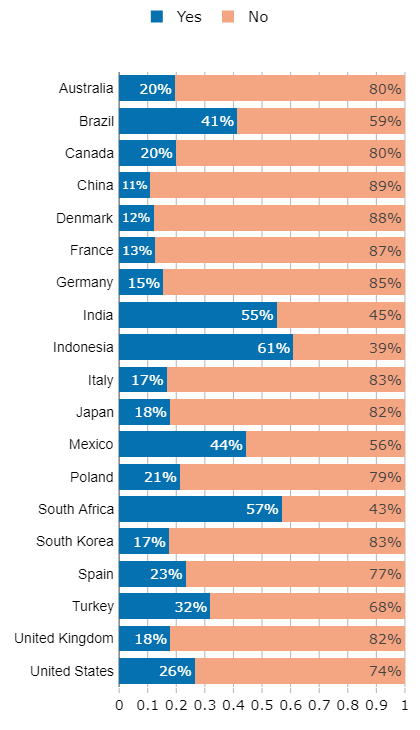 Yes No
Australia 20% 80%
Brazil 41% 59%
Canada 20% 80%
China 11% 89%
Denmark 12% 88%
France 13% 87%
Germany 15% 85%
India 55% 45%
Indonesia 61% 39%
Italy 17% 83%
Japan 18% 82%
Mexico 44% 56%
Poland 21% 79%
South Africa 57% 43%
South Korea 17% 83%
Spain 23% 77%
Turkey 32% 68%
United Kingdom 18% 82%
United States 26% 74%
0 0.1 0.2 0.3 0.4 0.5 0.6 0.7 0.8 0.9 1